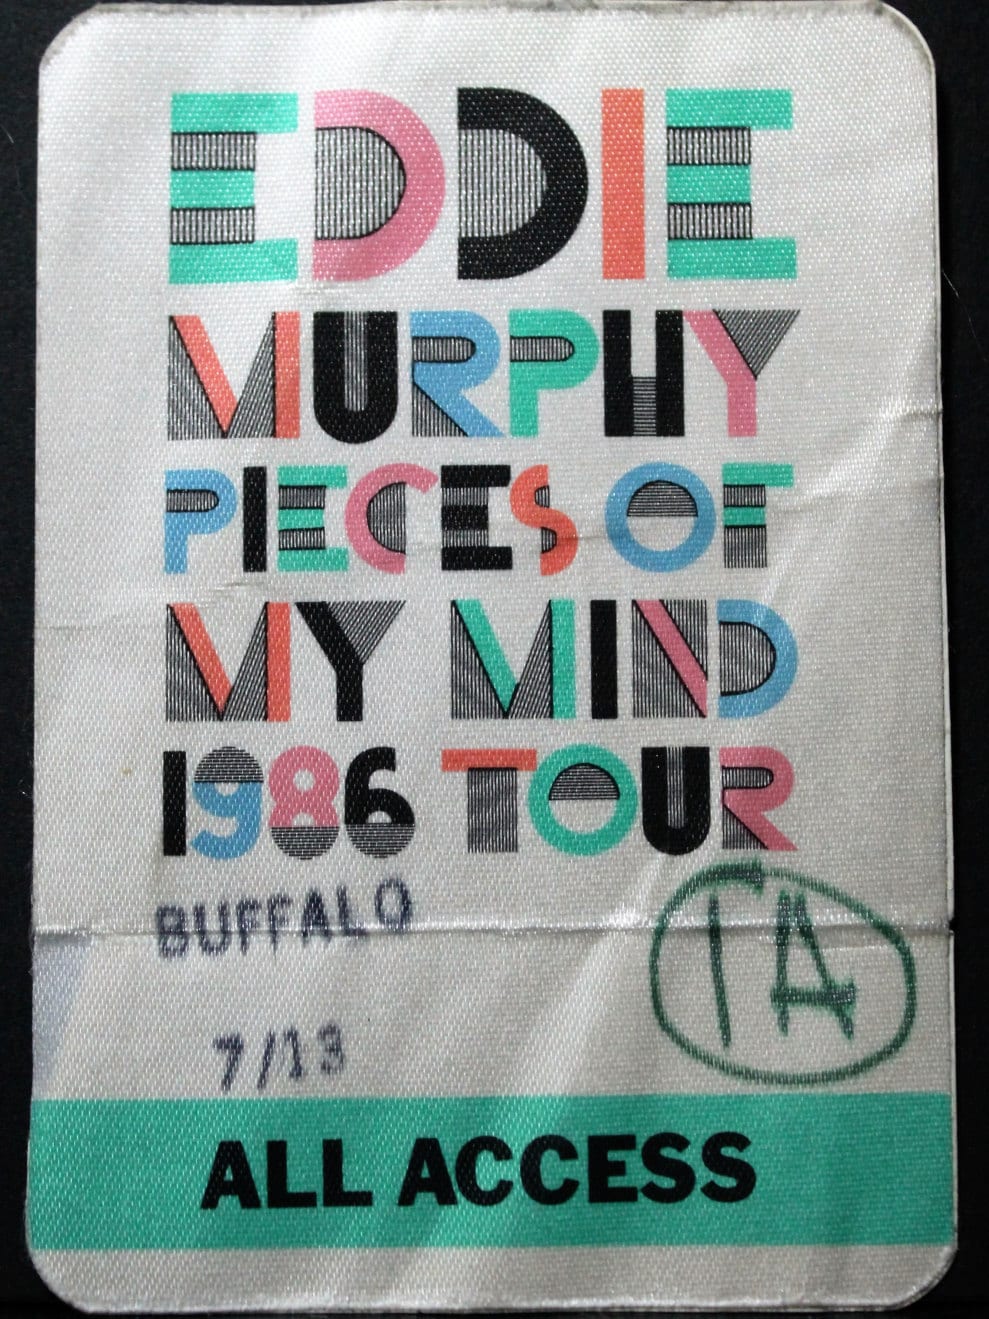 EDDIE
MURPHY
PIECES OF
MY MIND
1986 TOUR
BUFFALO
7/13
TA
ALL ACCESS